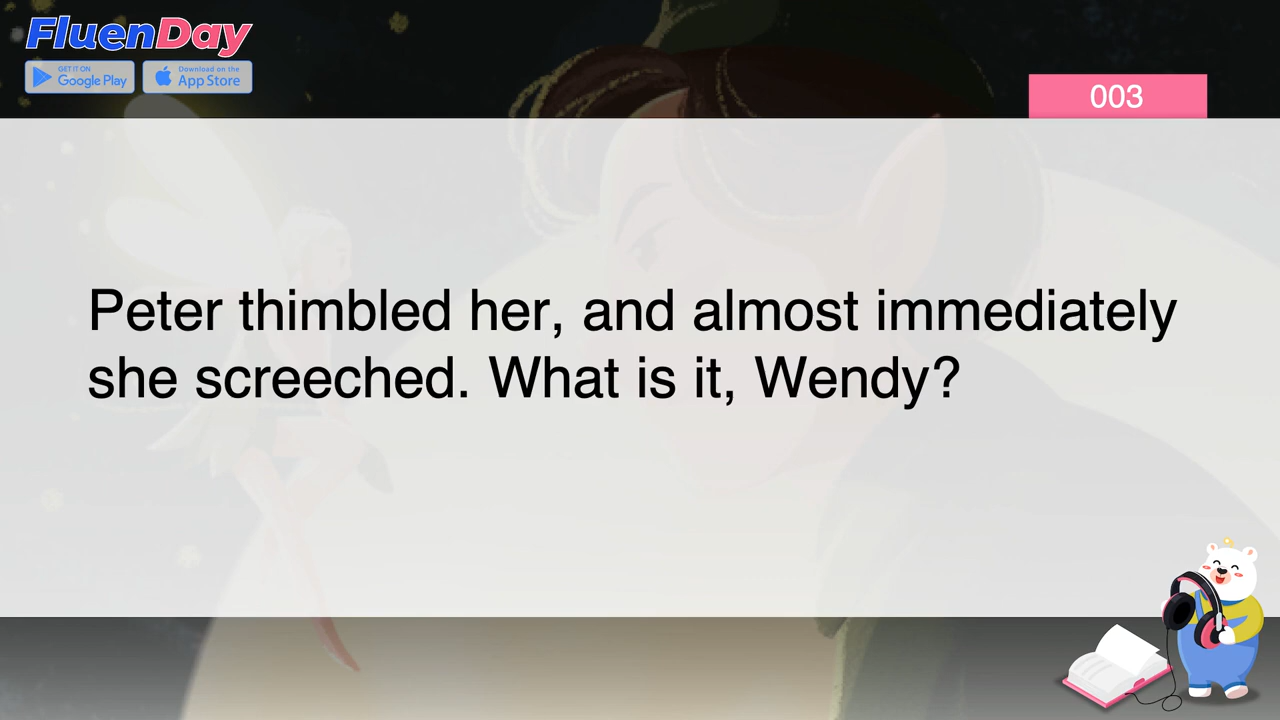 FluenDay
GET IT ON
Google Play
Download on the
App Store
003
Peter thimbled her, and almost immediately
she screeched. What is it, Wendy?